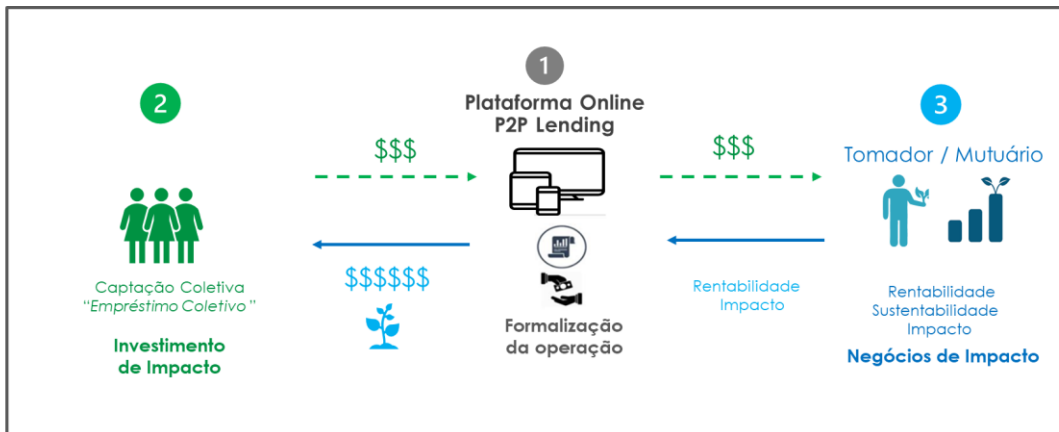 1
Plataforma Online
P2P Lending
2
$$$
$$$
3
Tomador / Mutuário
$$$$$$
Captação Coletiva
“Empréstimo Coletivo ”
Investimento
de Impacto
Formalização
da operação
Rentabilidade
Impacto
Rentabilidade
Sustentabilidade
Impacto
Negócios de Impacto